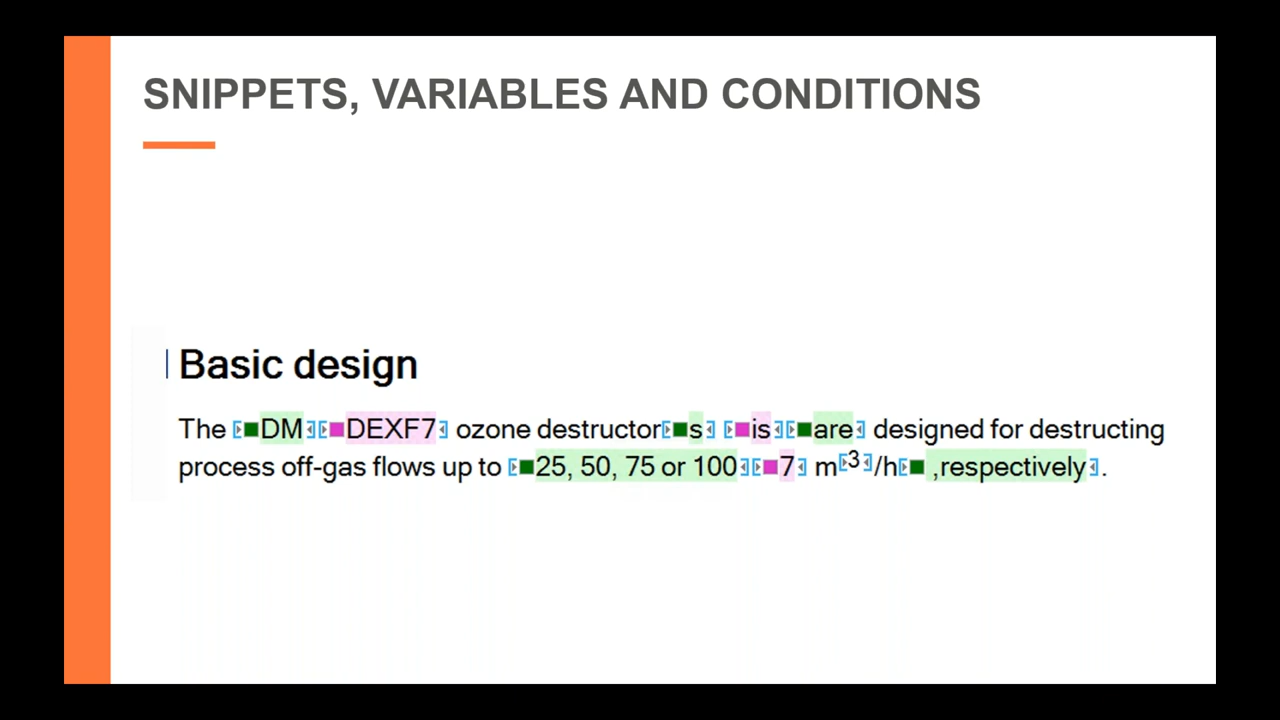 SNIPPETS, VARIABLES AND CONDITIONS
Basic design
The DM DEXF7 ozone destructors is are designed for destructing
process off-gas flows up to 25, 50, 75 or 100 7 m³/h ,respectively.